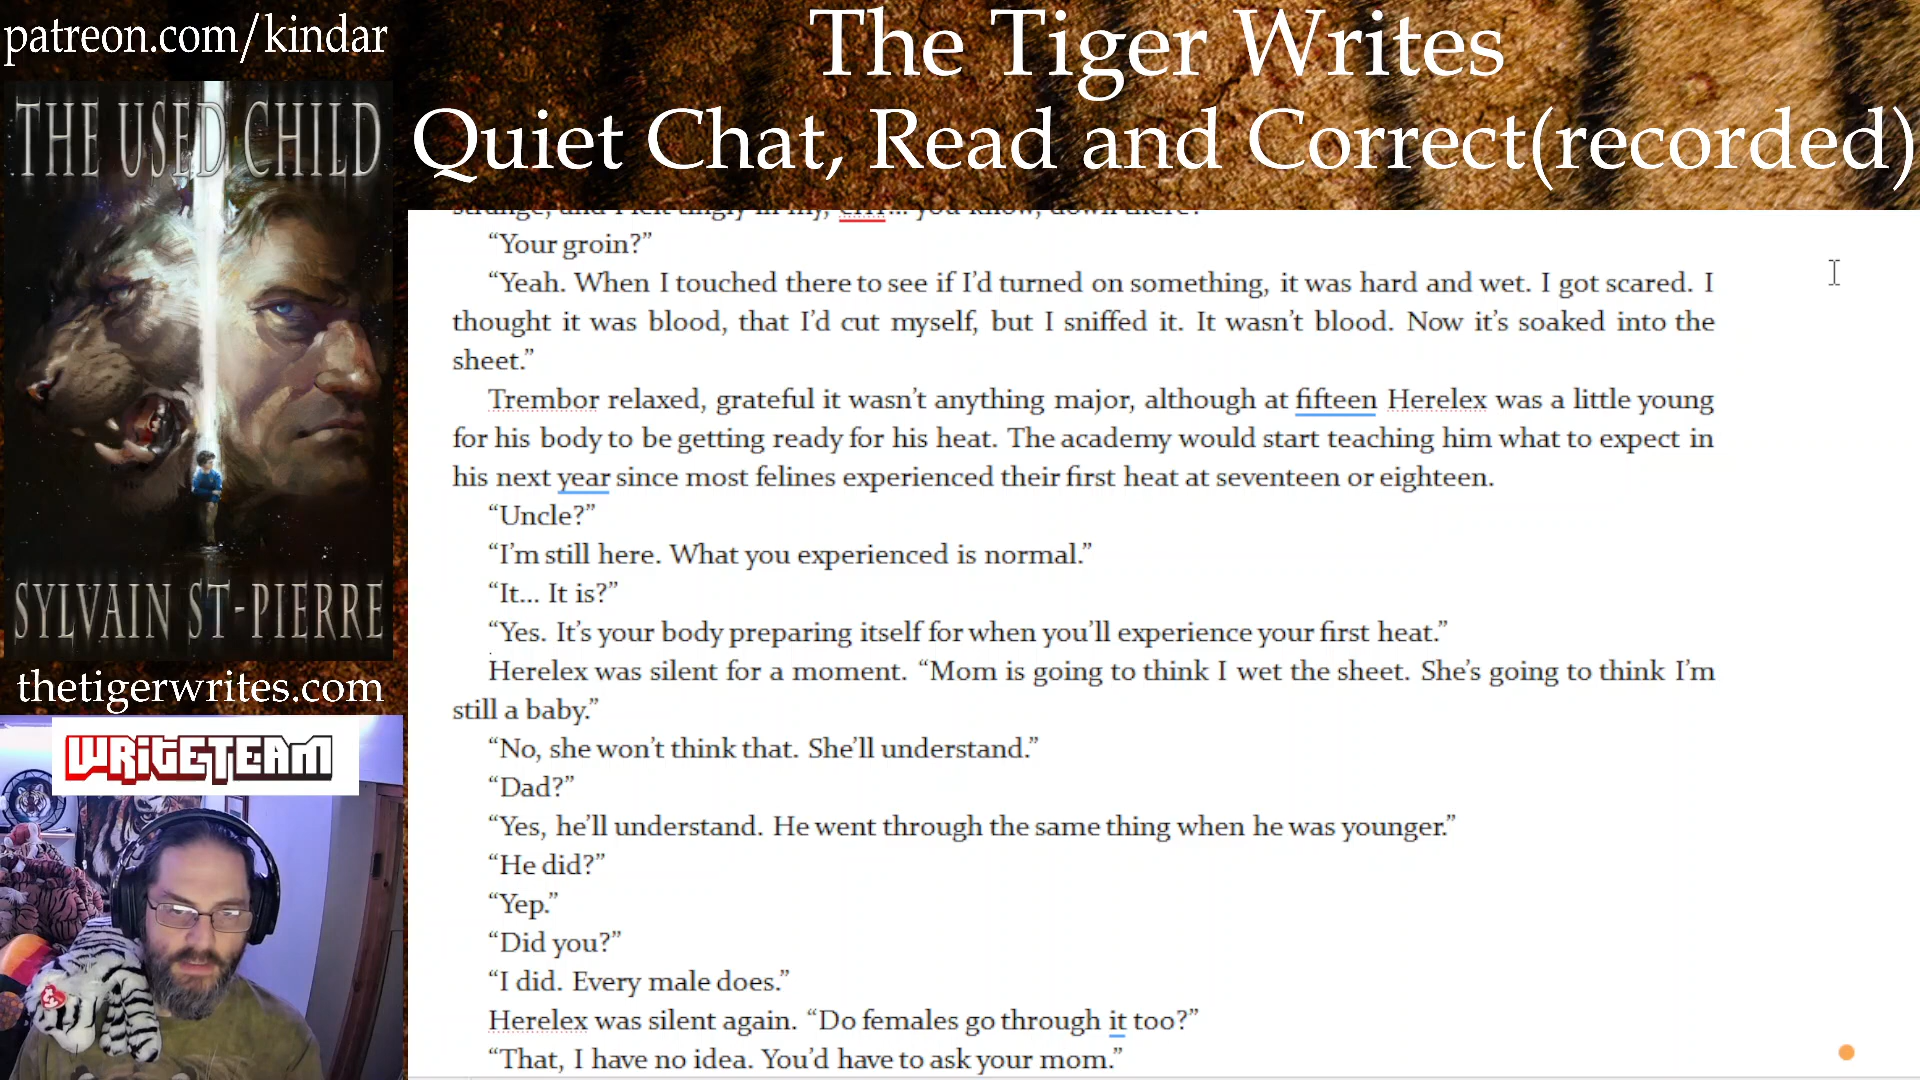 patreon.com/kindar
The Tiger Writes
Quiet Chat, Read and Correct(recorded)
THE USED CHILD
SYLVAIN ST-PIERRE
thetigerwrites.com
WRITETEAM
“Your groin?”
“Yeah. When I touched there to see if I’d turned on something, it was hard and wet. I got scared. I
thought it was blood, that I’d cut myself, but I sniffed it. It wasn’t blood. Now it’s soaked into the
sheet.”
Trembor relaxed, grateful it wasn’t anything major, although at fifteen Herelex was a little young
for his body to be getting ready for his heat. The academy would start teaching him what to expect in
his next year since most felines experienced their first heat at seventeen or eighteen.
“Uncle?”
“I’m still here. What you experienced is normal.”
“It... It is?”
“Yes. It’s your body preparing itself for when you’ll experience your first heat.”
Herelex was silent for a moment. “Mom is going to think I wet the sheet. She’s going to think I’m
still a baby.”
“No, she won’t think that. She’ll understand.”
“Dad?”
“Yes, he’ll understand. He went through the same thing when he was younger.”
“He did?”
“Yep.”
“Did you?”
“I did. Every male does.”
Herelex was silent again. “Do females go through it too?”
“That, I have no idea. You’d have to ask your mom.”